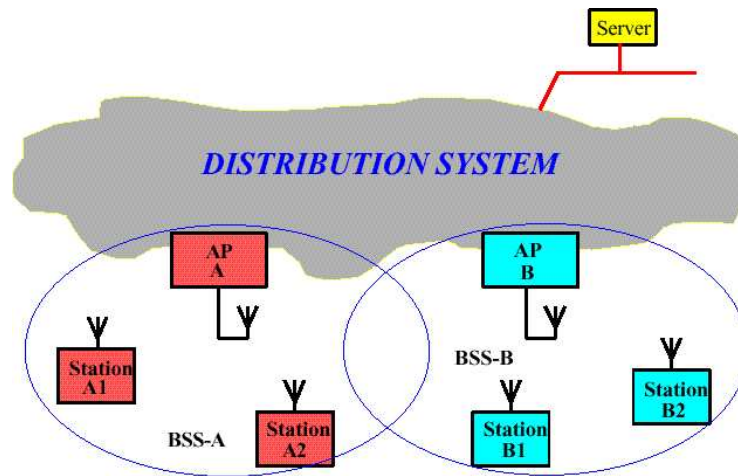 Server
DISTRIBUTION SYSTEM
AP
A
AP
B
Station
A1
BSS-A
Station
A2
BSS-B
Station
B1
Station
B2